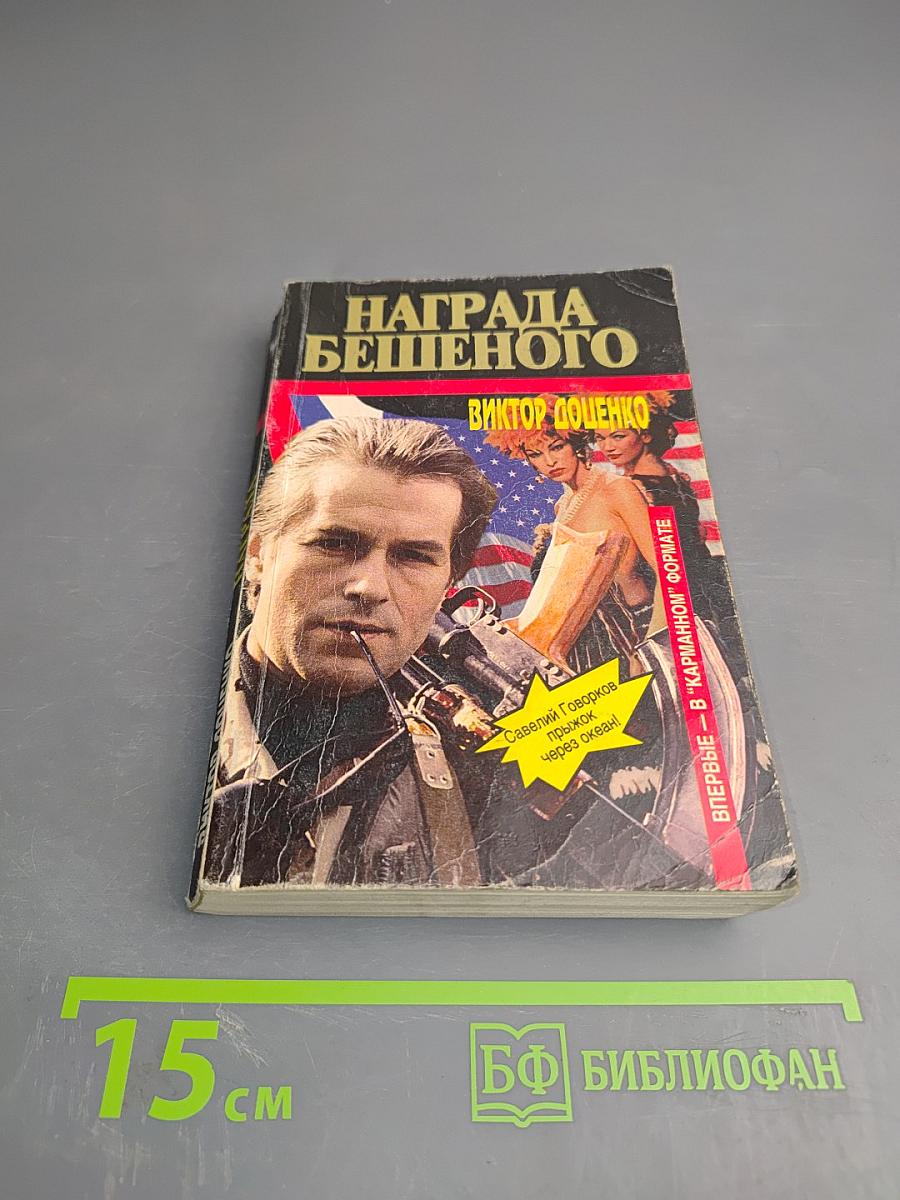 НАГРАДА
БЕШЕНОГО
ВИКТОР ДОЦЕНКО
Савелий Говорков
прыжок
через океан!
ВПЕРВЫЕ — В "КАРМАННОМ" ФОРМАТЕ
15 см
БФ БИБЛИОФАН